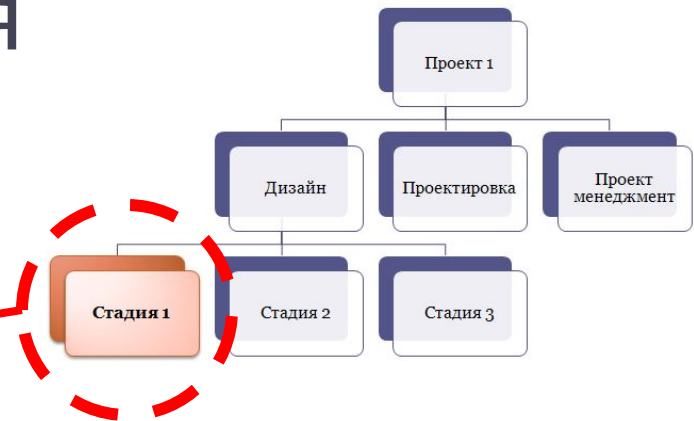 я
Проект 1
Дизайн
Проектировка
Проект
менеджмент
Стадия 1
Стадия 2
Стадия 3